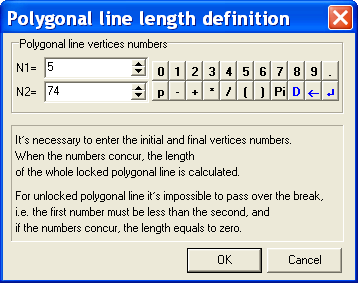 Polygonal line length definition
Polygonal line vertices numbers
N1= 5
0 1 2 3 4 5 6 7 8 9 .
N2= 74
p - + * / ( ) Pi D ← ↵
It's necessary to enter the initial and final vertices numbers.
When the numbers concur, the length
of the whole locked polygonal line is calculated.
For unlocked polygonal line it's impossible to pass over the break,
i.e. the first number must be less than the second, and
if the numbers concur, the length equals to zero.
OK Cancel